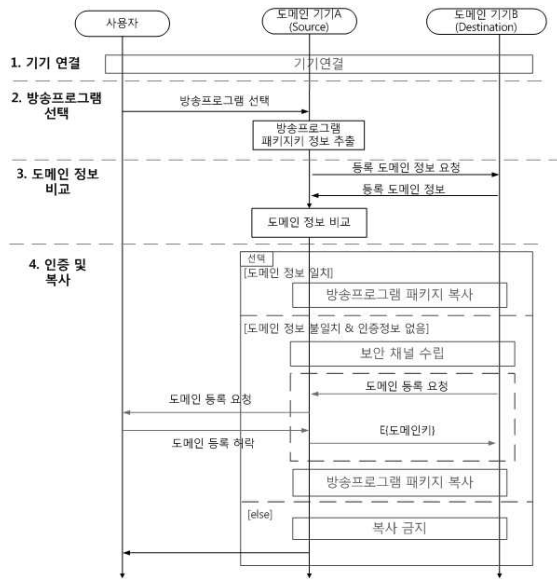 사용자
도메인 기기A
(Source)
도메인 기기B
(Destination)
1. 기기 연결
기기연결
2. 방송프로그램
선택
방송프로그램 선택
방송프로그램
패키지키 정보 추출
3. 도메인 정보
비교
등록 도메인 정보 요청
등록 도메인 정보
도메인 정보 비교
4. 인증 및
복사
선택
[도메인 정보 일치]
방송프로그램 패키지 복사
[도메인 정보 불일치 & 인증정보 없음]
보안 채널 수립
도메인 등록 요청
도메인 등록 요청
도메인 등록 허락
E{도메인키}
방송프로그램 패키지 복사
[else]
복사 금지